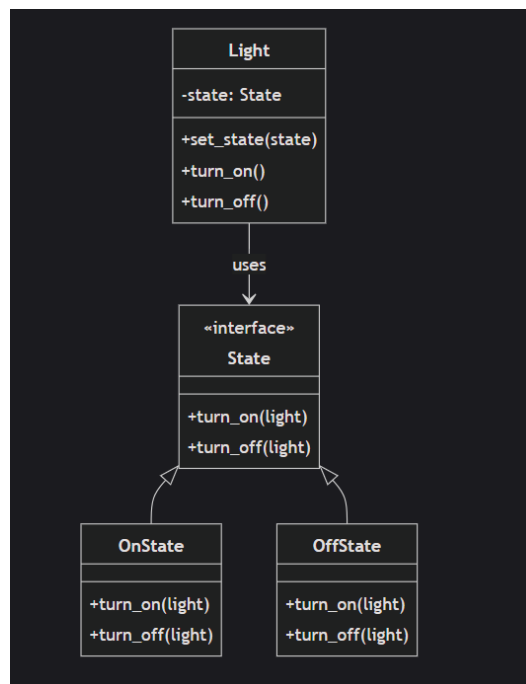 Light
-state: State
+set_state(state)
+turn_on()
+turn_off()
uses
«interface»
State
+turn_on(light)
+turn_off(light)
OnState
+turn_on(light)
+turn_off(light)
OffState
+turn_on(light)
+turn_off(light)